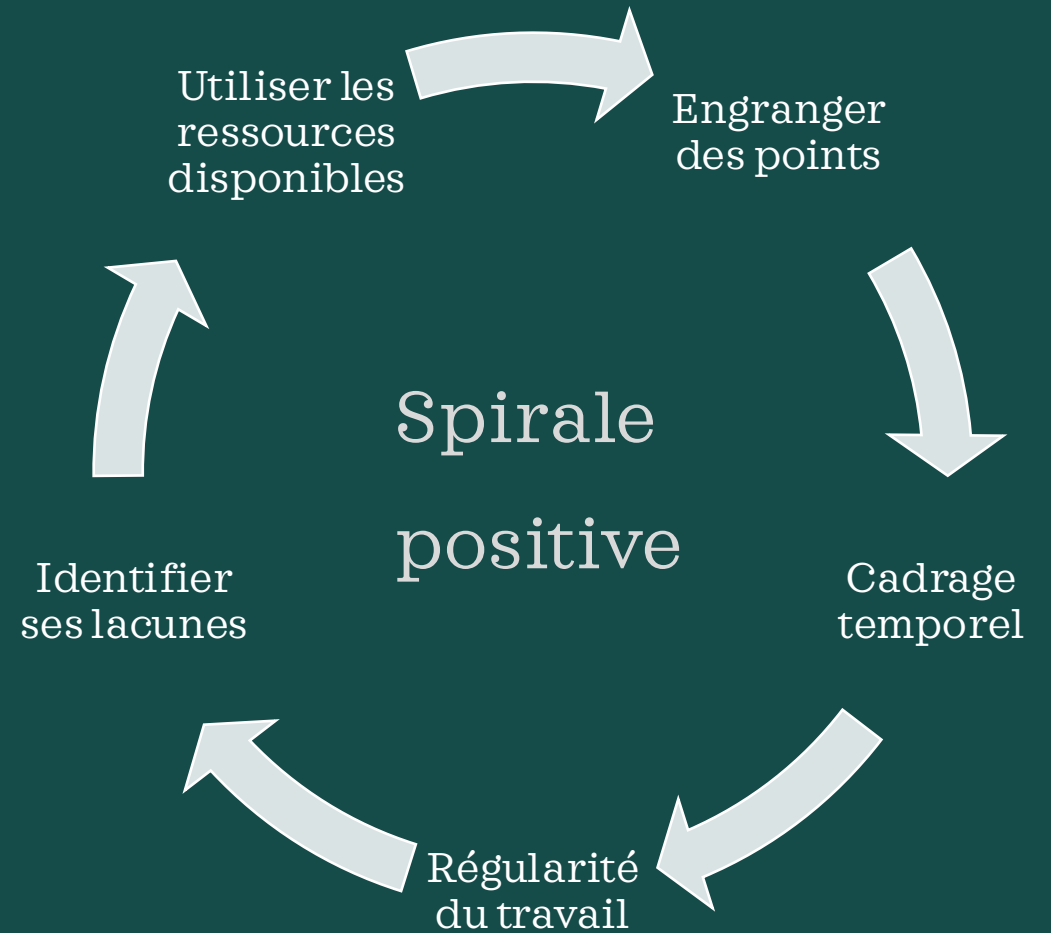 Utiliser les
ressources
disponibles
Engranger
des points
Spirale
positive
Identifier
ses lacunes
Cadrage
temporel
Régularité
du travail